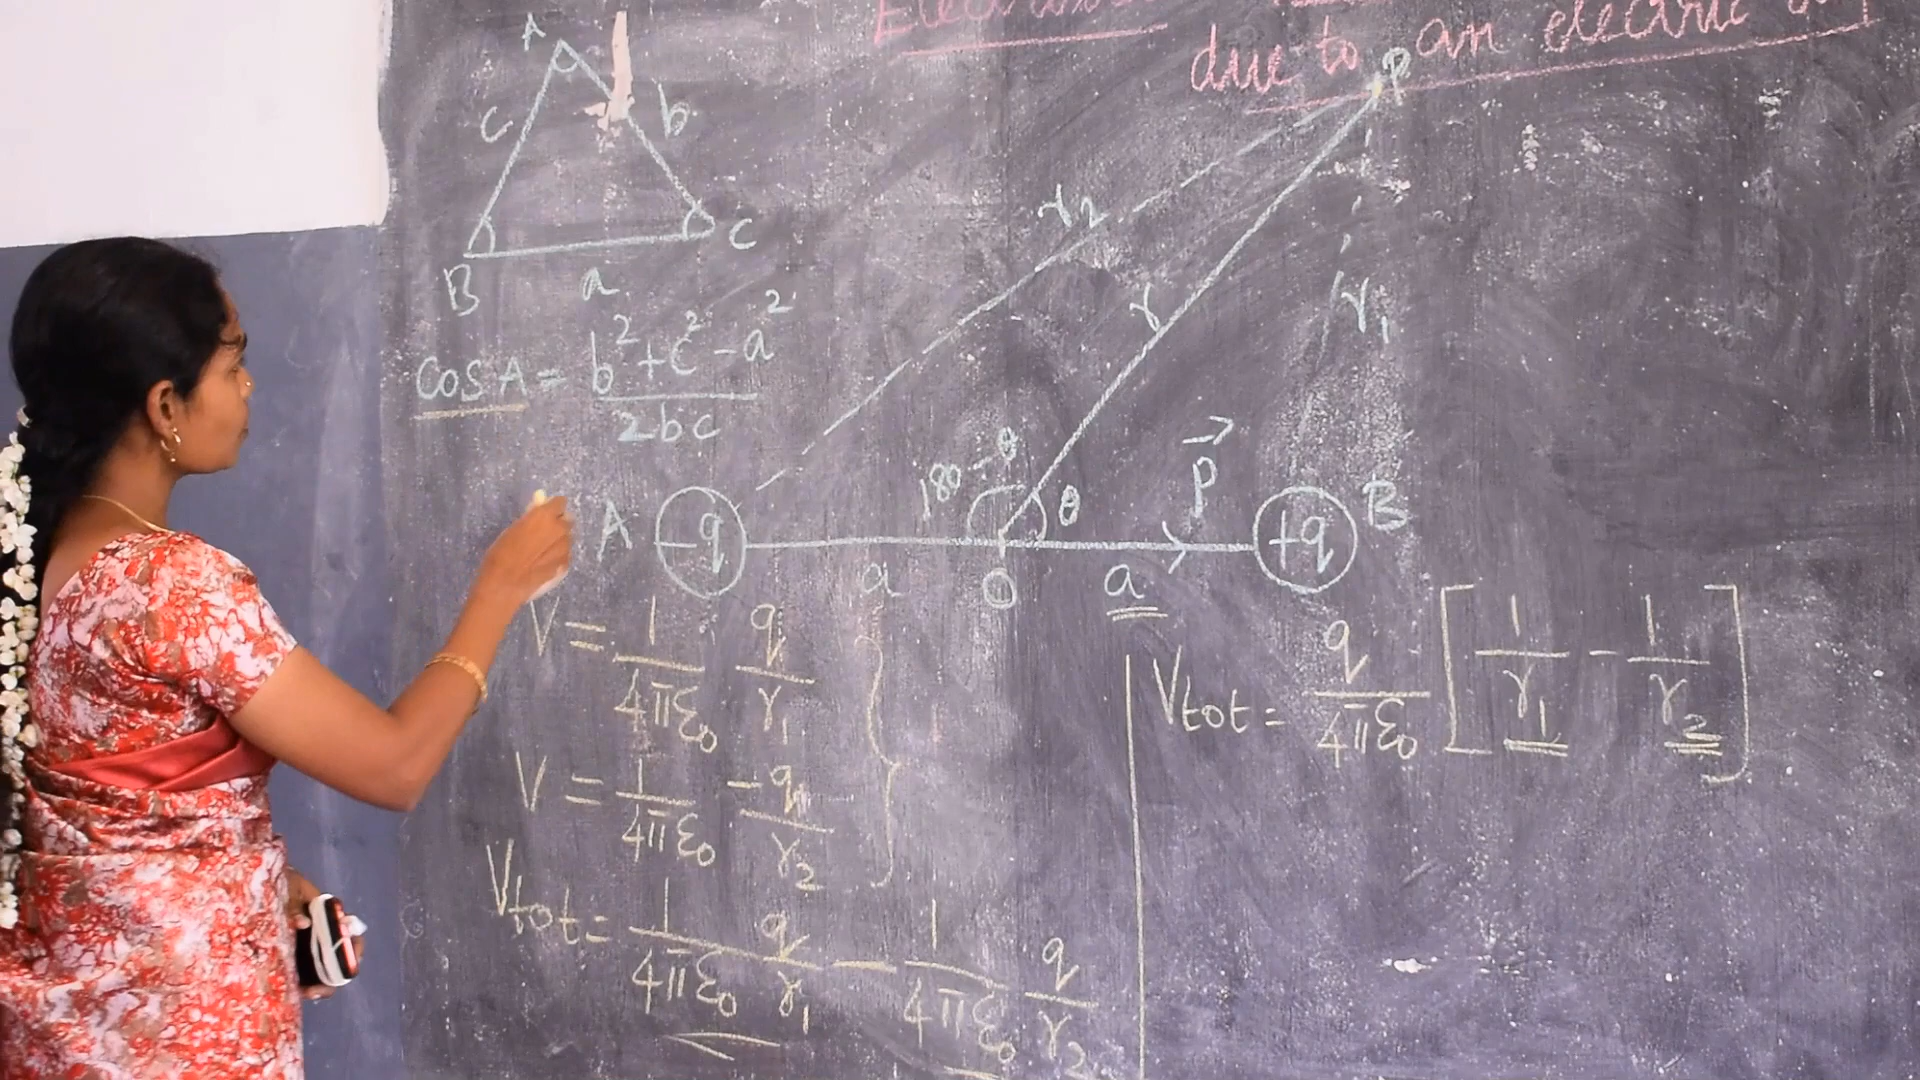 due to an electric
A
c
b
B
a
C
cos A = b² + c² - a² / 2bc
P
r₂
r
r₁
180 - θ
θ
p⃗
A
-q
a
O
a
+q
B
V = 1/4πε₀ q/r₁
V = 1/4πε₀ -q/r₂
Vtot = 1/4πε₀ q/r₁ - 1/4πε₀ q/r₂
Vtot = q/4πε₀ [1/r₁ - 1/r₂]